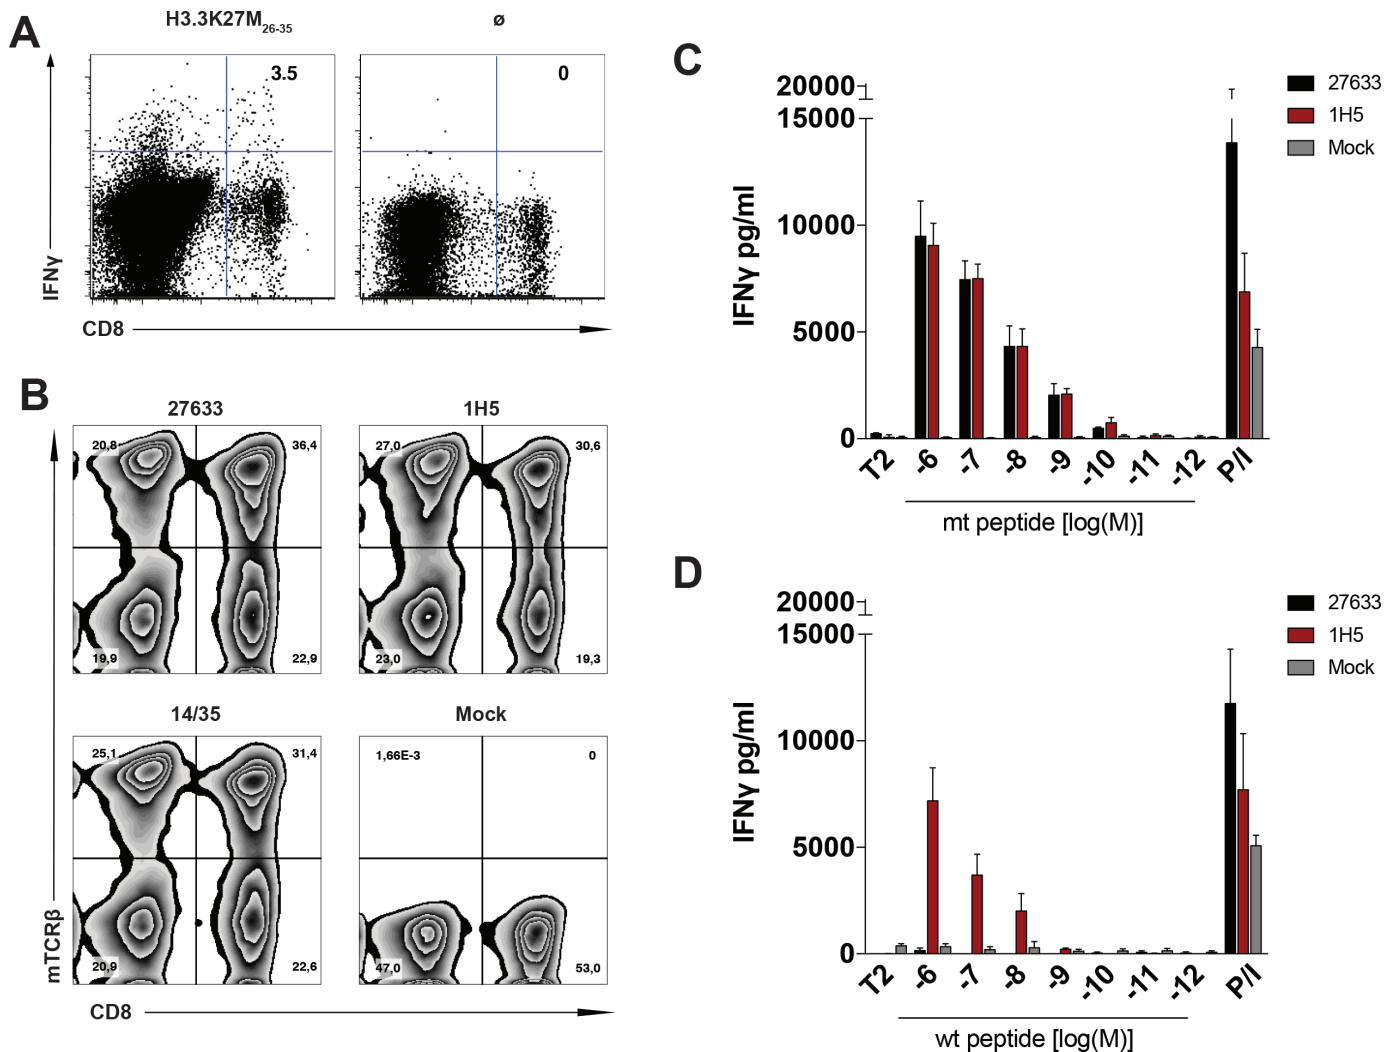 A
H3.3K27M26-35
ø
3.5
0
IFNγ
CD8
B
27633
1H5
20,8
36,4
27,0
30,6
19,9
22,9
23,0
19,3
14/35
Mock
25,1
31,4
1,66E-3
0
20,9
22,6
47,0
53,0
mTCRβ
CD8
C
20000
15000
10000
5000
0
IFNγ pg/ml
27633
1H5
Mock
T2 -6 -7 -8 -9 -10 -11 -12 P/I
mt peptide [log(M)]
D
20000
15000
10000
5000
0
IFNγ pg/ml
27633
1H5
Mock
T2 -6 -7 -8 -9 -10 -11 -12 P/I
wt peptide [log(M)]